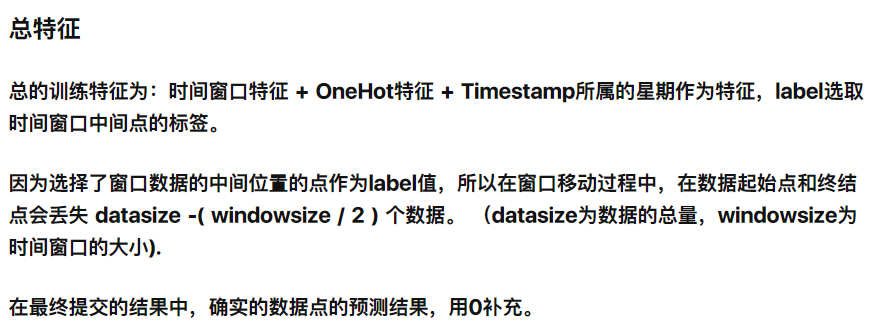 总特征
总的训练特征为：时间窗口特征 + OneHot特征 + Timestamp所属的星期作为特征，label选取
时间窗口中间点的标签。
因为选择了窗口数据的中间位置的点作为label值，所以在窗口移动过程中，在数据起始点和终结
点会丢失 datasize -( windowsize / 2 ) 个数据。 （datasize为数据的总量，windowsize为
时间窗口的大小).
在最终提交的结果中，确实的数据点的预测结果，用0补充。